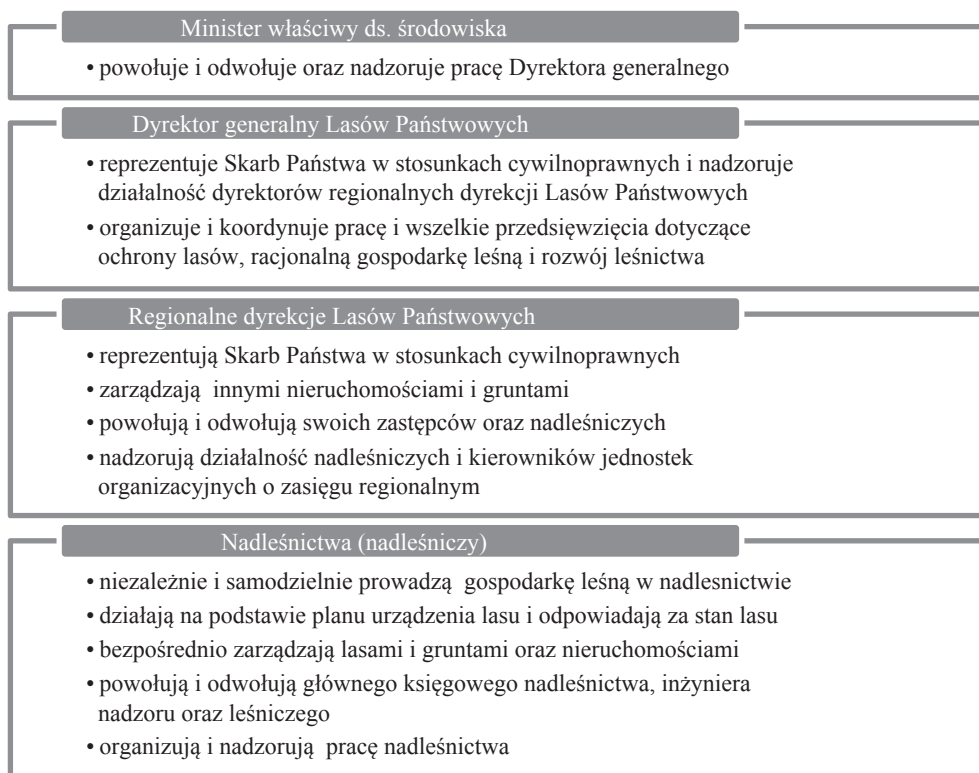 Minister właściwy ds. środowiska
• powołuje i odwołuje oraz nadzoruje pracę Dyrektora generalnego
Dyrektor generalny Lasów Państwowych
• reprezentuje Skarb Państwa w stosunkach cywilnoprawnych i nadzoruje
działalność dyrektorów regionalnych dyrekcji Lasów Państwowych
• organizuje i koordynuje pracę i wszelkie przedsięwzięcia dotyczące
ochrony lasów, racjonalną gospodarkę leśną i rozwój leśnictwa
Regionalne dyrekcje Lasów Państwowych
• reprezentują Skarb Państwa w stosunkach cywilnoprawnych
• zarządzają innymi nieruchomościami i gruntami
• powołują i odwołują swoich zastępców oraz nadleśniczych
• nadzorują działalność nadleśniczych i kierowników jednostek
organizacyjnych o zasięgu regionalnym
Nadleśnictwa (nadleśniczy)
• niezależnie i samodzielnie prowadzą gospodarkę leśną w nadlesnictwie
• działają na podstawie planu urządzenia lasu i odpowiadają za stan lasu
• bezpośrednio zarządzają lasami i gruntami oraz nieruchomościami
• powołują i odwołują głównego księgowego nadleśnictwa, inżyniera
nadzoru oraz leśniczego
• organizują i nadzorują pracę nadleśnictwa